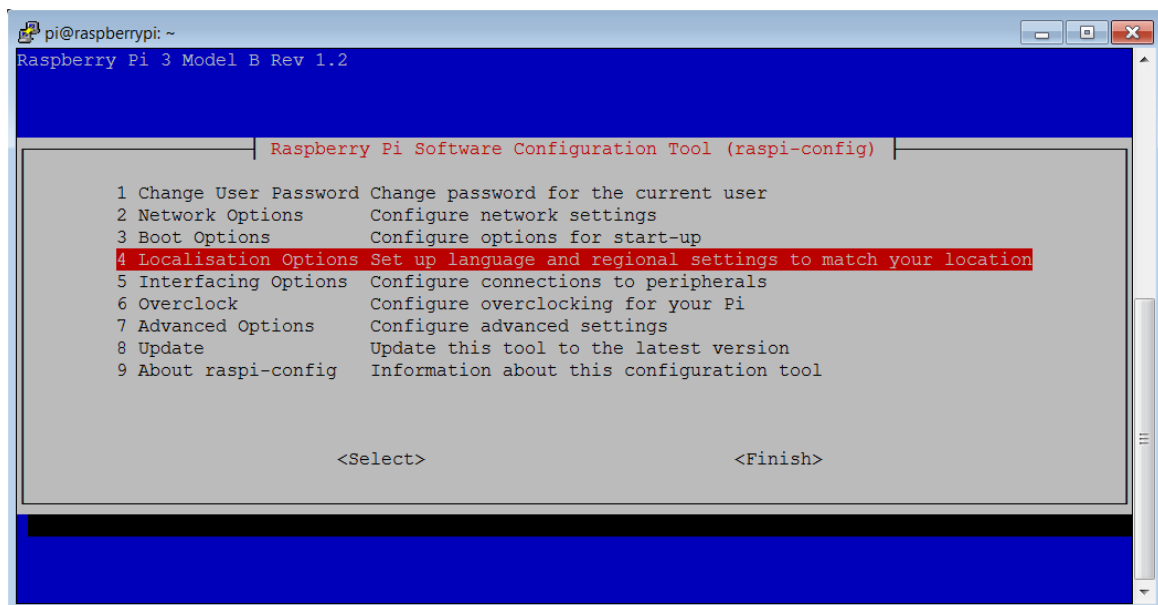 pi@raspberrypi: ~
Raspberry Pi 3 Model B Rev 1.2
Raspberry Pi Software Configuration Tool (raspi-config)
1 Change User Password Change password for the current user
2 Network Options Configure network settings
3 Boot Options Configure options for start-up
4 Localisation Options Set up language and regional settings to match your location
5 Interfacing Options Configure connections to peripherals
6 Overclock Configure overclocking for your Pi
7 Advanced Options Configure advanced settings
8 Update Update this tool to the latest version
9 About raspi-config Information about this configuration tool
<Select> <Finish>